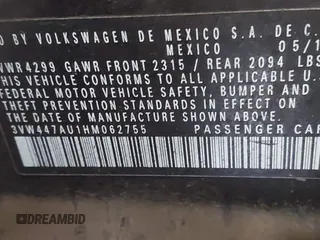 D BY VOLKSWAGEN DE MEXICO S.A. DE C.
MEXICO 05/1
VWR 4299 GAWR FRONT 2315 / REAR 2094 LBS
THIS VEHICLE CONFORMS TO ALL APPLICABLE U.
FEDERAL MOTOR VEHICLE SAFETY, BUMPER AND
THEFT PREVENTION STANDARDS IN EFFECT ON
DATE OF MANUFACTURE SHOWN ABOVE.
3VW447AU1HM062755 PASSENGER CAR
DREAMBID